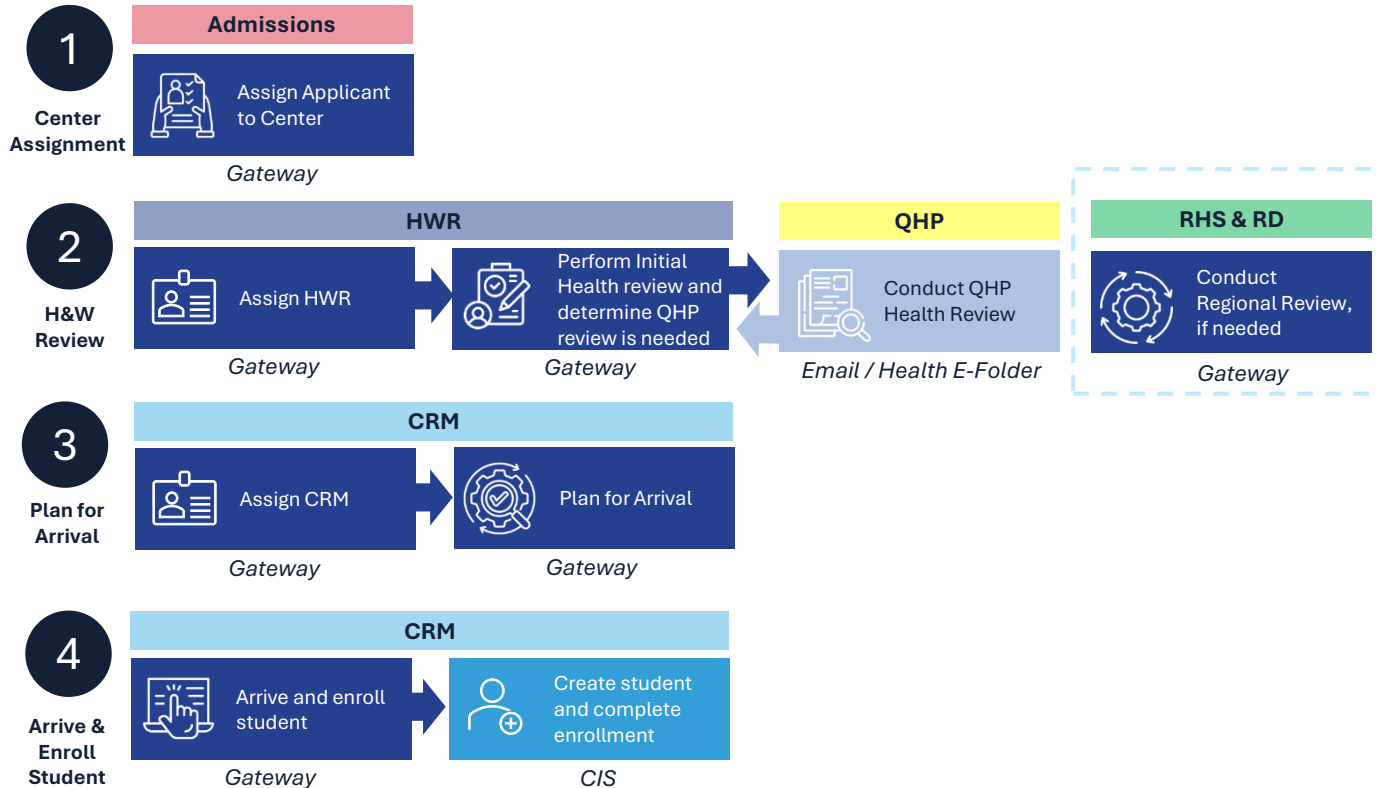 1
Center
Assignment
Admissions
Assign Applicant
to Center
Gateway
2
H&W
Review
HWR
Assign HWR
Gateway
Perform Initial
Health review and
determine QHP
review is needed
Gateway
QHP
Conduct QHP
Health Review
Email / Health E-Folder
RHS & RD
Conduct
Regional Review,
if needed
Gateway
3
Plan for
Arrival
CRM
Assign CRM
Gateway
Plan for Arrival
Gateway
4
Arrive &
Enroll
Student
CRM
Arrive and enroll
student
Gateway
Create student
and complete
enrollment
CIS